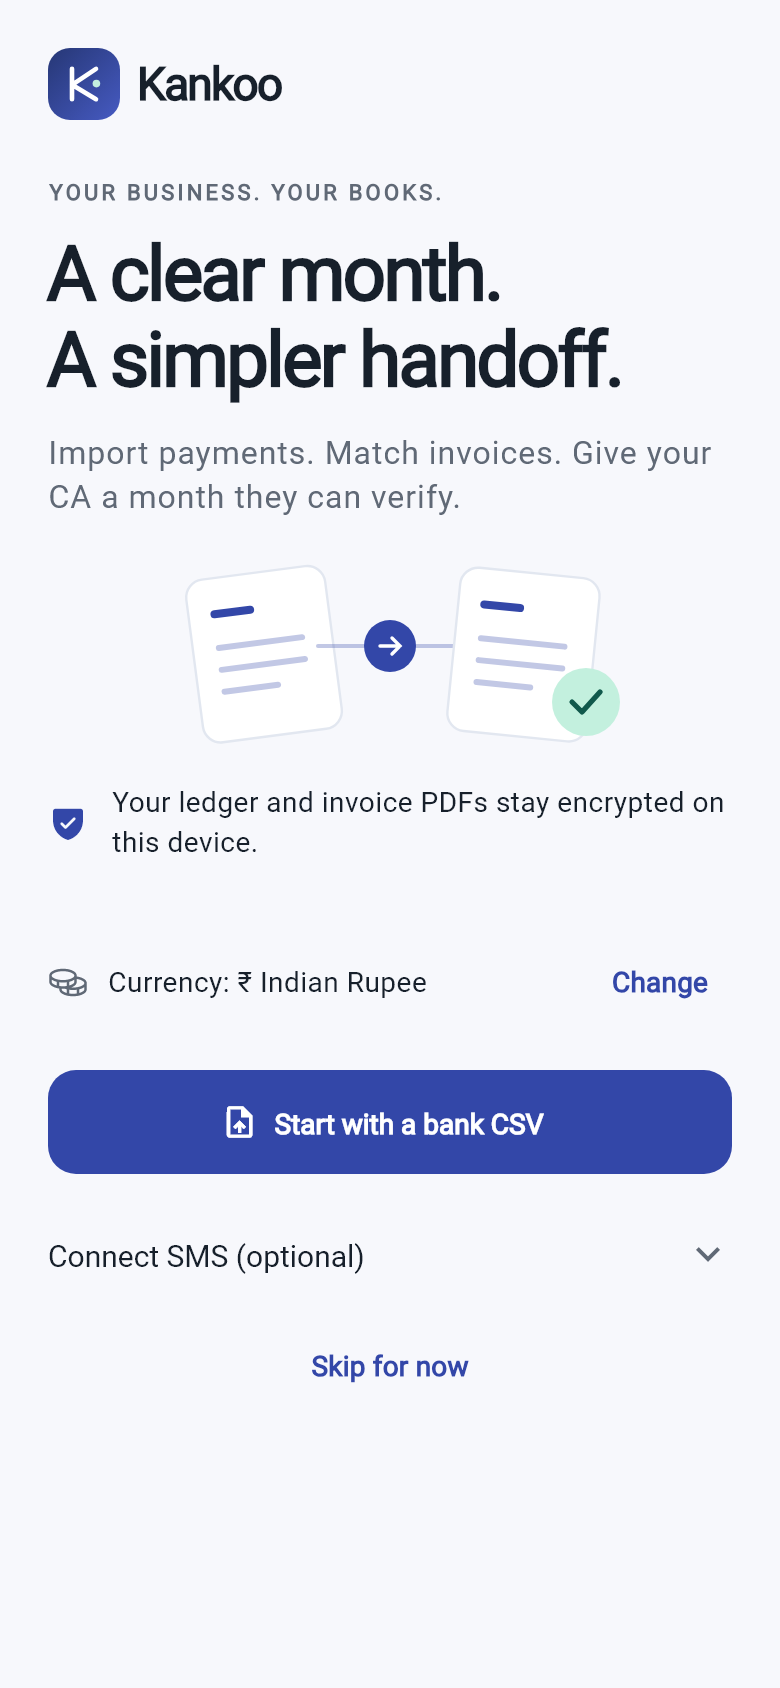 Kankoo
YOUR BUSINESS. YOUR BOOKS.
A clear month.
A simpler handoff.
Import payments. Match invoices. Give your
CA a month they can verify.
Your ledger and invoice PDFs stay encrypted on
this device.
Currency: ₹ Indian Rupee
Change
Start with a bank CSV
Connect SMS (optional)
Skip for now